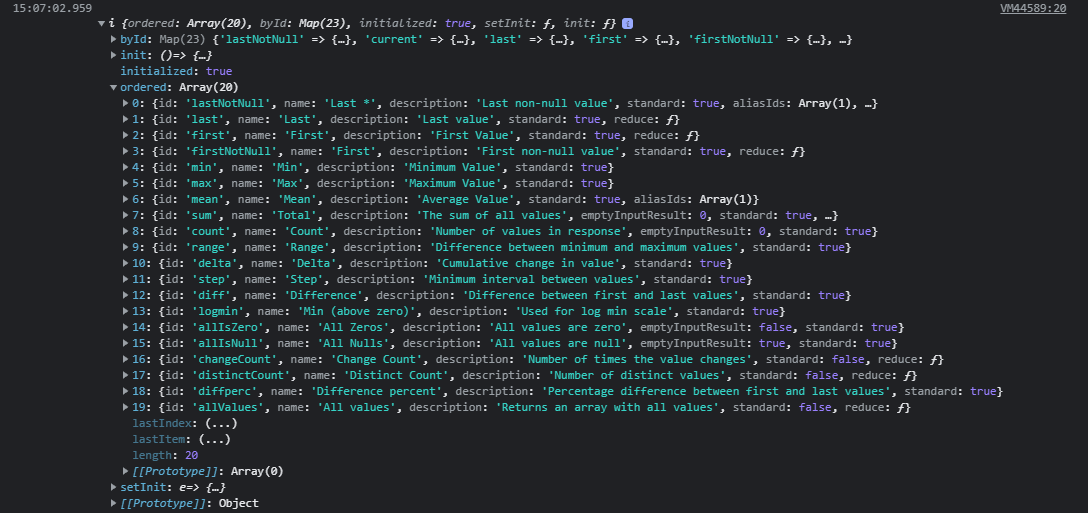 15:07:02.959 VM44589:20
▼i {ordered: Array(20), byId: Map(23), initialized: true, setInit: ƒ, init: ƒ} i
▶byId: Map(23) {'lastNotNull' => {…}, 'current' => {…}, 'last' => {…}, 'first' => {…}, 'firstNotNull' => {…}, …}
▶init: ()=> {…}
initialized: true
▼ordered: Array(20)
▶0: {id: 'lastNotNull', name: 'Last *', description: 'Last non-null value', standard: true, aliasIds: Array(1), …}
▶1: {id: 'last', name: 'Last', description: 'Last value', standard: true, reduce: ƒ}
▶2: {id: 'first', name: 'First', description: 'First Value', standard: true, reduce: ƒ}
▶3: {id: 'firstNotNull', name: 'First', description: 'First non-null value', standard: true, reduce: ƒ}
▶4: {id: 'min', name: 'Min', description: 'Minimum Value', standard: true}
▶5: {id: 'max', name: 'Max', description: 'Maximum Value', standard: true}
▶6: {id: 'mean', name: 'Mean', description: 'Average Value', standard: true, aliasIds: Array(1)}
▶7: {id: 'sum', name: 'Total', description: 'The sum of all values', emptyInputResult: 0, standard: true, …}
▶8: {id: 'count', name: 'Count', description: 'Number of values in response', emptyInputResult: 0, standard: true}
▶9: {id: 'range', name: 'Range', description: 'Difference between minimum and maximum values', standard: true}
▶10: {id: 'delta', name: 'Delta', description: 'Cumulative change in value', standard: true}
▶11: {id: 'step', name: 'Step', description: 'Minimum interval between values', standard: true}
▶12: {id: 'diff', name: 'Difference', description: 'Difference between first and last values', standard: true}
▶13: {id: 'logmin', name: 'Min (above zero)', description: 'Used for log min scale', standard: true}
▶14: {id: 'allIsZero', name: 'All Zeros', description: 'All values are zero', emptyInputResult: false, standard: true}
▶15: {id: 'allIsNull', name: 'All Nulls', description: 'All values are null', emptyInputResult: true, standard: true}
▶16: {id: 'changeCount', name: 'Change Count', description: 'Number of times the value changes', standard: false, reduce: ƒ}
▶17: {id: 'distinctCount', name: 'Distinct Count', description: 'Number of distinct values', standard: false, reduce: ƒ}
▶18: {id: 'diffperc', name: 'Difference percent', description: 'Percentage difference between first and last values', standard: true}
▶19: {id: 'allValues', name: 'All values', description: 'Returns an array with all values', standard: false, reduce: ƒ}
lastIndex: (...)
lastItem: (...)
length: 20
▶[[Prototype]]: Array(0)
▶setInit: e=> {…}
▶[[Prototype]]: Object